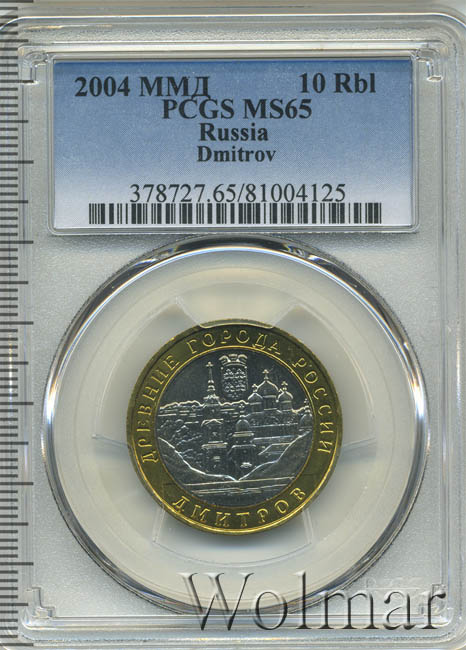 2004 ММД 10 Rbl
PCGS MS65
Russia
Dmitrov
378727.65/81004125
ДРЕВНИЕ ГОРОДА РОССИИ
ДМИТРОВ
Wolmar